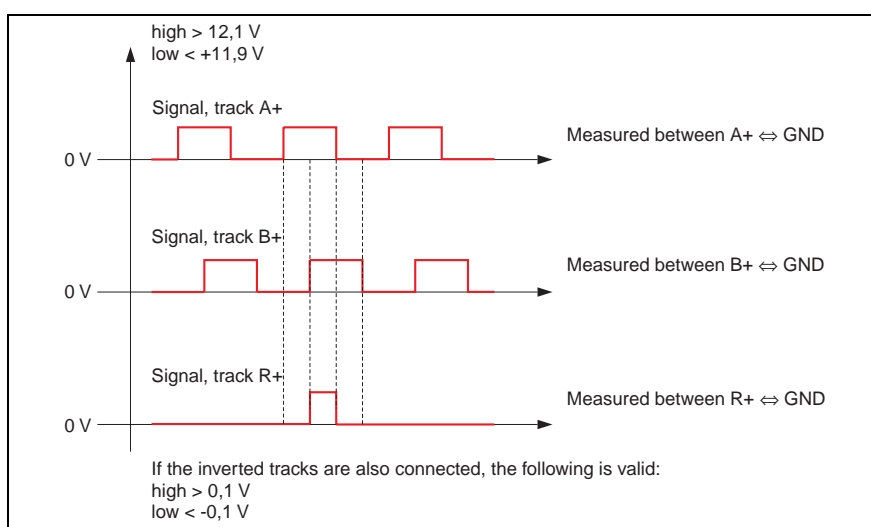 high > 12,1 V
low < +11,9 V
Signal, track A+
Measured between A+ ⇔ GND
0 V
Signal, track B+
Measured between B+ ⇔ GND
0 V
Signal, track R+
Measured between R+ ⇔ GND
0 V
If the inverted tracks are also connected, the following is valid:
high > 0,1 V
low < -0,1 V